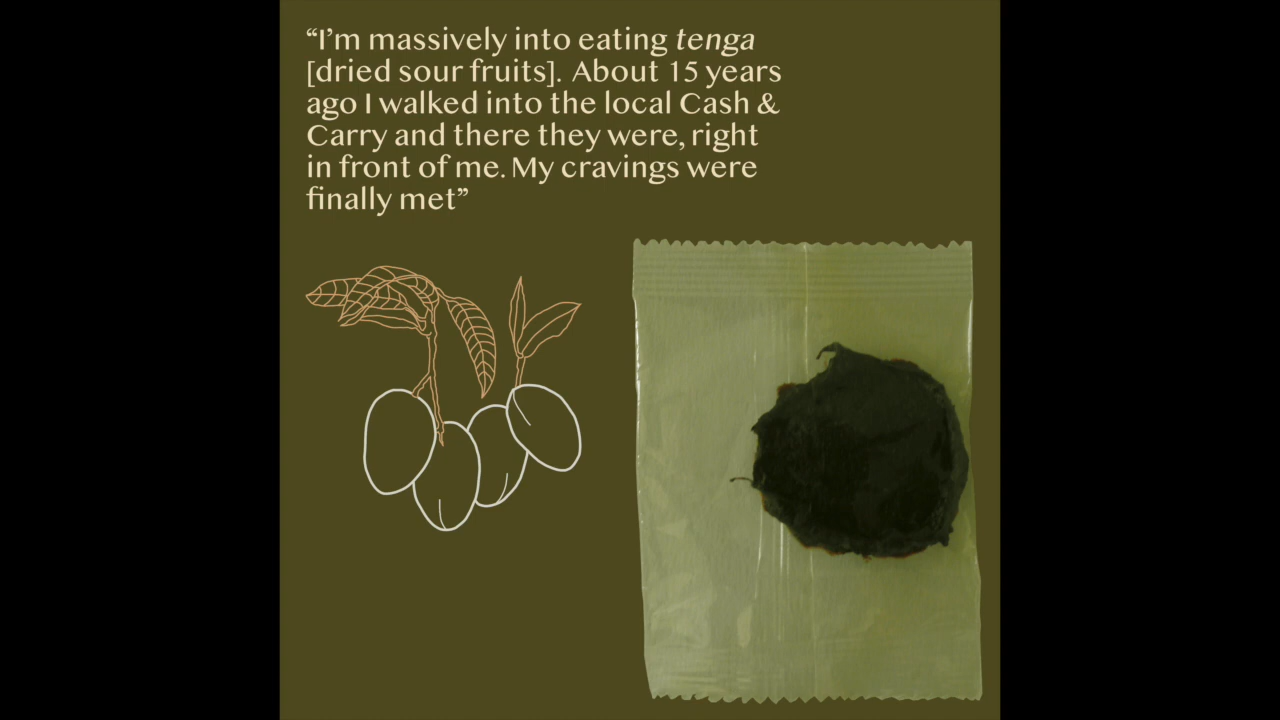 “I’m massively into eating tenga
[dried sour fruits]. About 15 years
ago I walked into the local Cash &
Carry and there they were, right
in front of me. My cravings were
finally met”